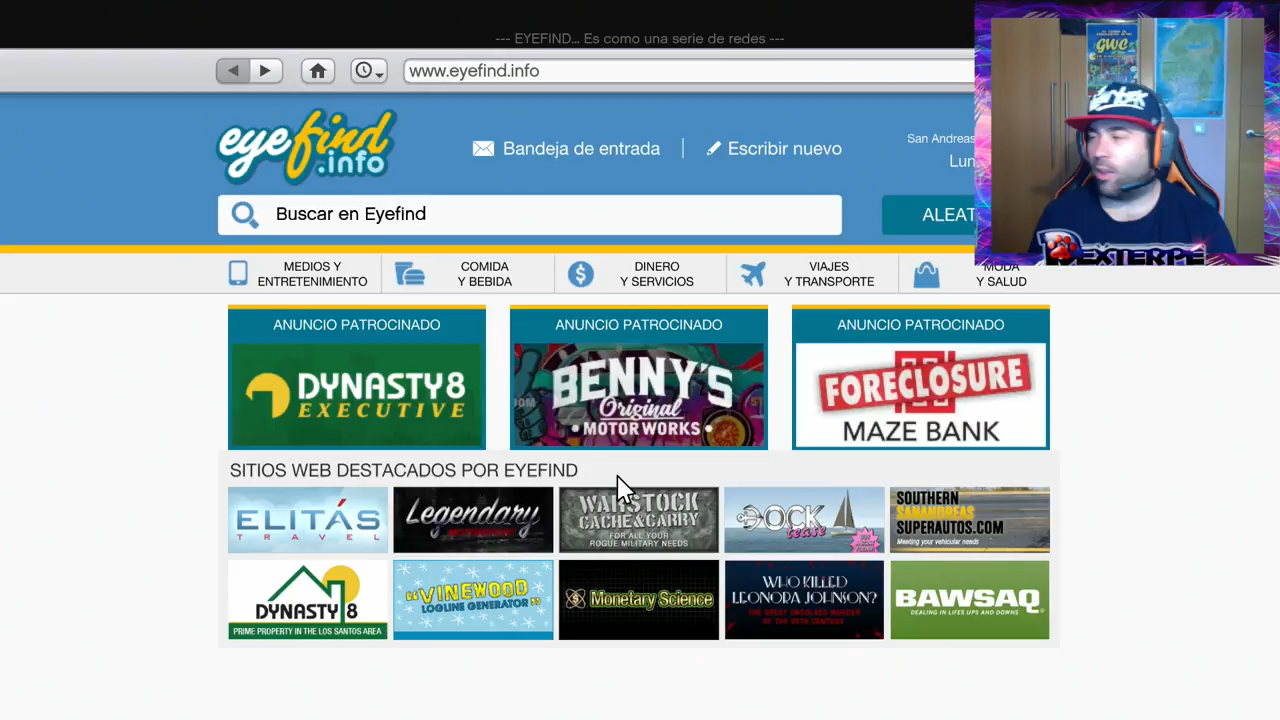 --- EYEFIND... Es como una serie de redes ---
www.eyefind.info
eyefind
.info
Bandeja de entrada
Escribir nuevo
San Andreas
Lun
Buscar en Eyefind
ALEAT
MEDIOS Y
ENTRETENIMIENTO
COMIDA
Y BEBIDA
DINERO
Y SERVICIOS
VIAJES
Y TRANSPORTE
MODA
Y SALUD
GWC
DEXTERPE
ANUNCIO PATROCINADO
DYNASTY 8
EXECUTIVE
ANUNCIO PATROCINADO
BENNY'S
Original
• MOTOR WORKS •
ANUNCIO PATROCINADO
FORECLOSURE
MAZE BANK
SITIOS WEB DESTACADOS POR EYEFIND
ELITÁS
TRAVEL
Legendary
WARSTOCK
CACHE & CARRY
FOR ALL YOUR
ROGUE MILITARY NEEDS
DOCK
tease
SOUTHERN
SAN ANDREAS
SUPERAUTOS.COM
Meeting your vehicular needs
DYNASTY 8
PRIME PROPERTY IN THE LOS SANTOS AREA
"VINEWOOD"
LOGLINE GENERATOR
Monetary Science
WHO KILLED
LEONORA JOHNSON?
THE GREAT UNSOLVED MURDER
OF THE 20TH CENTURY
BAWSAQ
DEALING IN LIFES UPS AND DOWNS